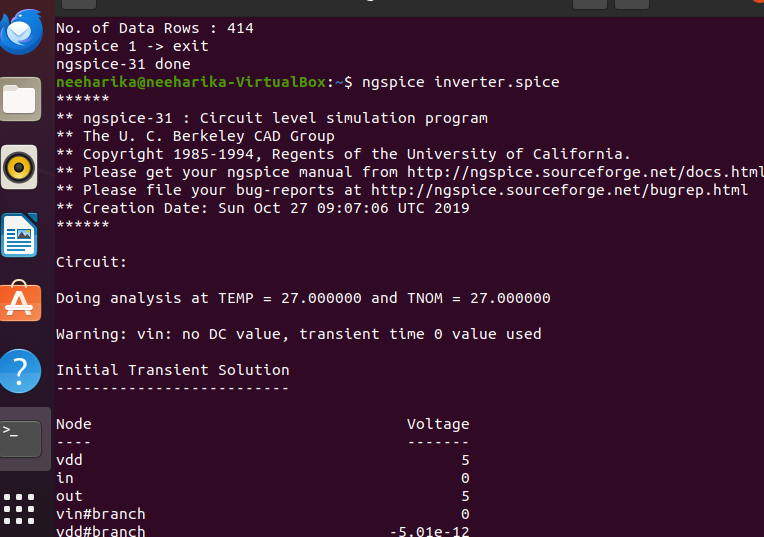 No. of Data Rows : 414
ngspice 1 -> exit
ngspice-31 done
neeharika@neeharika-VirtualBox:~$ ngspice inverter.spice
******
** ngspice-31 : Circuit level simulation program
** The U. C. Berkeley CAD Group
** Copyright 1985-1994, Regents of the University of California.
** Please get your ngspice manual from http://ngspice.sourceforge.net/docs.html
** Please file your bug-reports at http://ngspice.sourceforge.net/bugrep.html
** Creation Date: Sun Oct 27 09:07:06 UTC 2019
******
Circuit:
Doing analysis at TEMP = 27.000000 and TNOM = 27.000000
Warning: vin: no DC value, transient time 0 value used
Initial Transient Solution
--------------------------
Node Voltage
---- -------
vdd 5
in 0
out 5
vin#branch 0
vdd#branch -5.01e-12